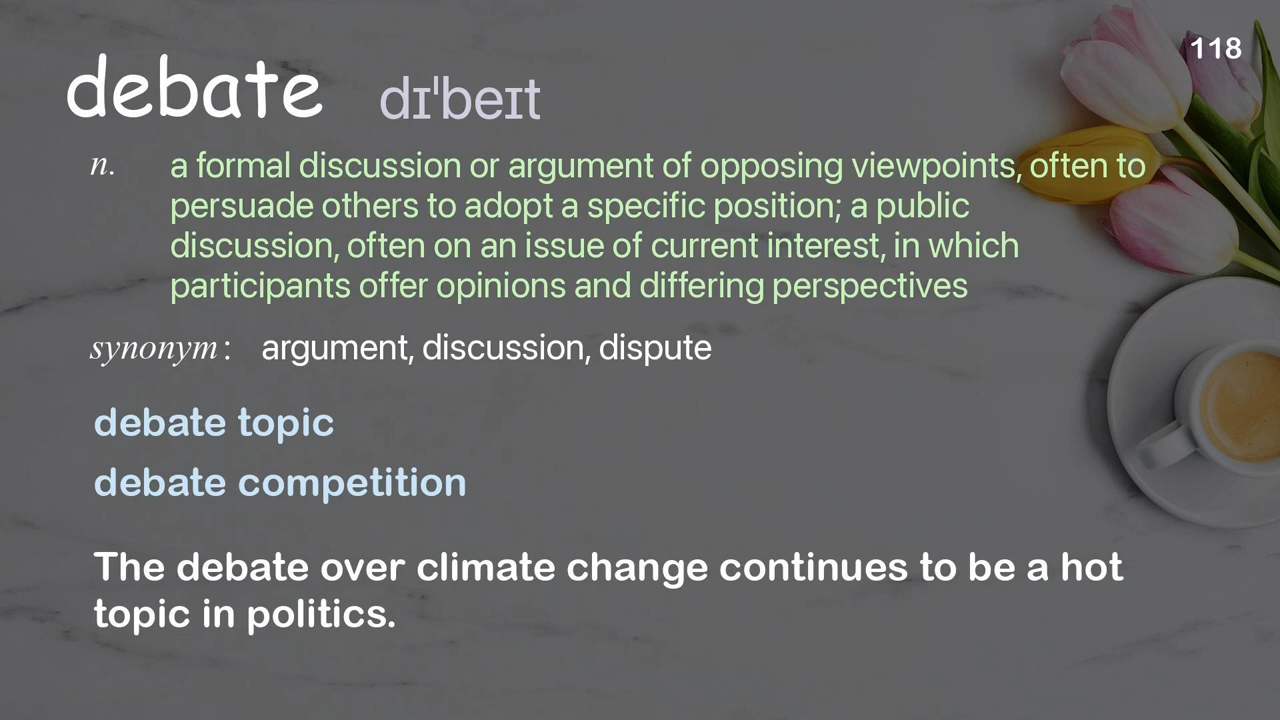 118
debate dɪˈbeɪt
n. a formal discussion or argument of opposing viewpoints, often to
persuade others to adopt a specific position; a public
discussion, often on an issue of current interest, in which
participants offer opinions and differing perspectives
synonym: argument, discussion, dispute
debate topic
debate competition
The debate over climate change continues to be a hot
topic in politics.